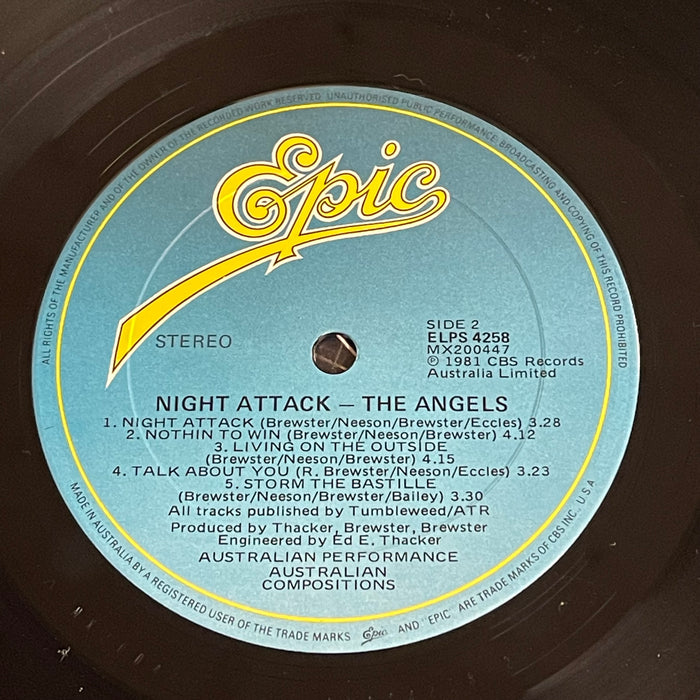 ALL RIGHTS OF THE MANUFACTURER AND OF THE OWNER OF THE RECORDED WORK RESERVED. UNAUTHORISED PUBLIC PERFORMANCE, BROADCASTING AND COPYING OF THIS RECORD PROHIBITED
Epic
STEREO
SIDE 2
ELPS 4258
MX200447
℗ 1981 CBS Records
Australia Limited
NIGHT ATTACK – THE ANGELS
1. NIGHT ATTACK (Brewster/Neeson/Brewster/Eccles) 3.28
2. NOTHIN TO WIN (Brewster/Neeson/Brewster) 4.12
3. LIVING ON THE OUTSIDE
(Brewster/Neeson/Brewster) 4.15
4. TALK ABOUT YOU (R. Brewster/Neeson/Eccles) 3.23
5. STORM THE BASTILLE
(Brewster/Neeson/Brewster/Bailey) 3.30
All tracks published by Tumbleweed/ATR
Produced by Thacker, Brewster, Brewster
Engineered by Ed E. Thacker
AUSTRALIAN PERFORMANCE
AUSTRALIAN
COMPOSITIONS
MADE IN AUSTRALIA BY A REGISTERED USER OF THE TRADE MARKS Epic AND "EPIC" ARE TRADE MARKS OF CBS INC. U.S.A